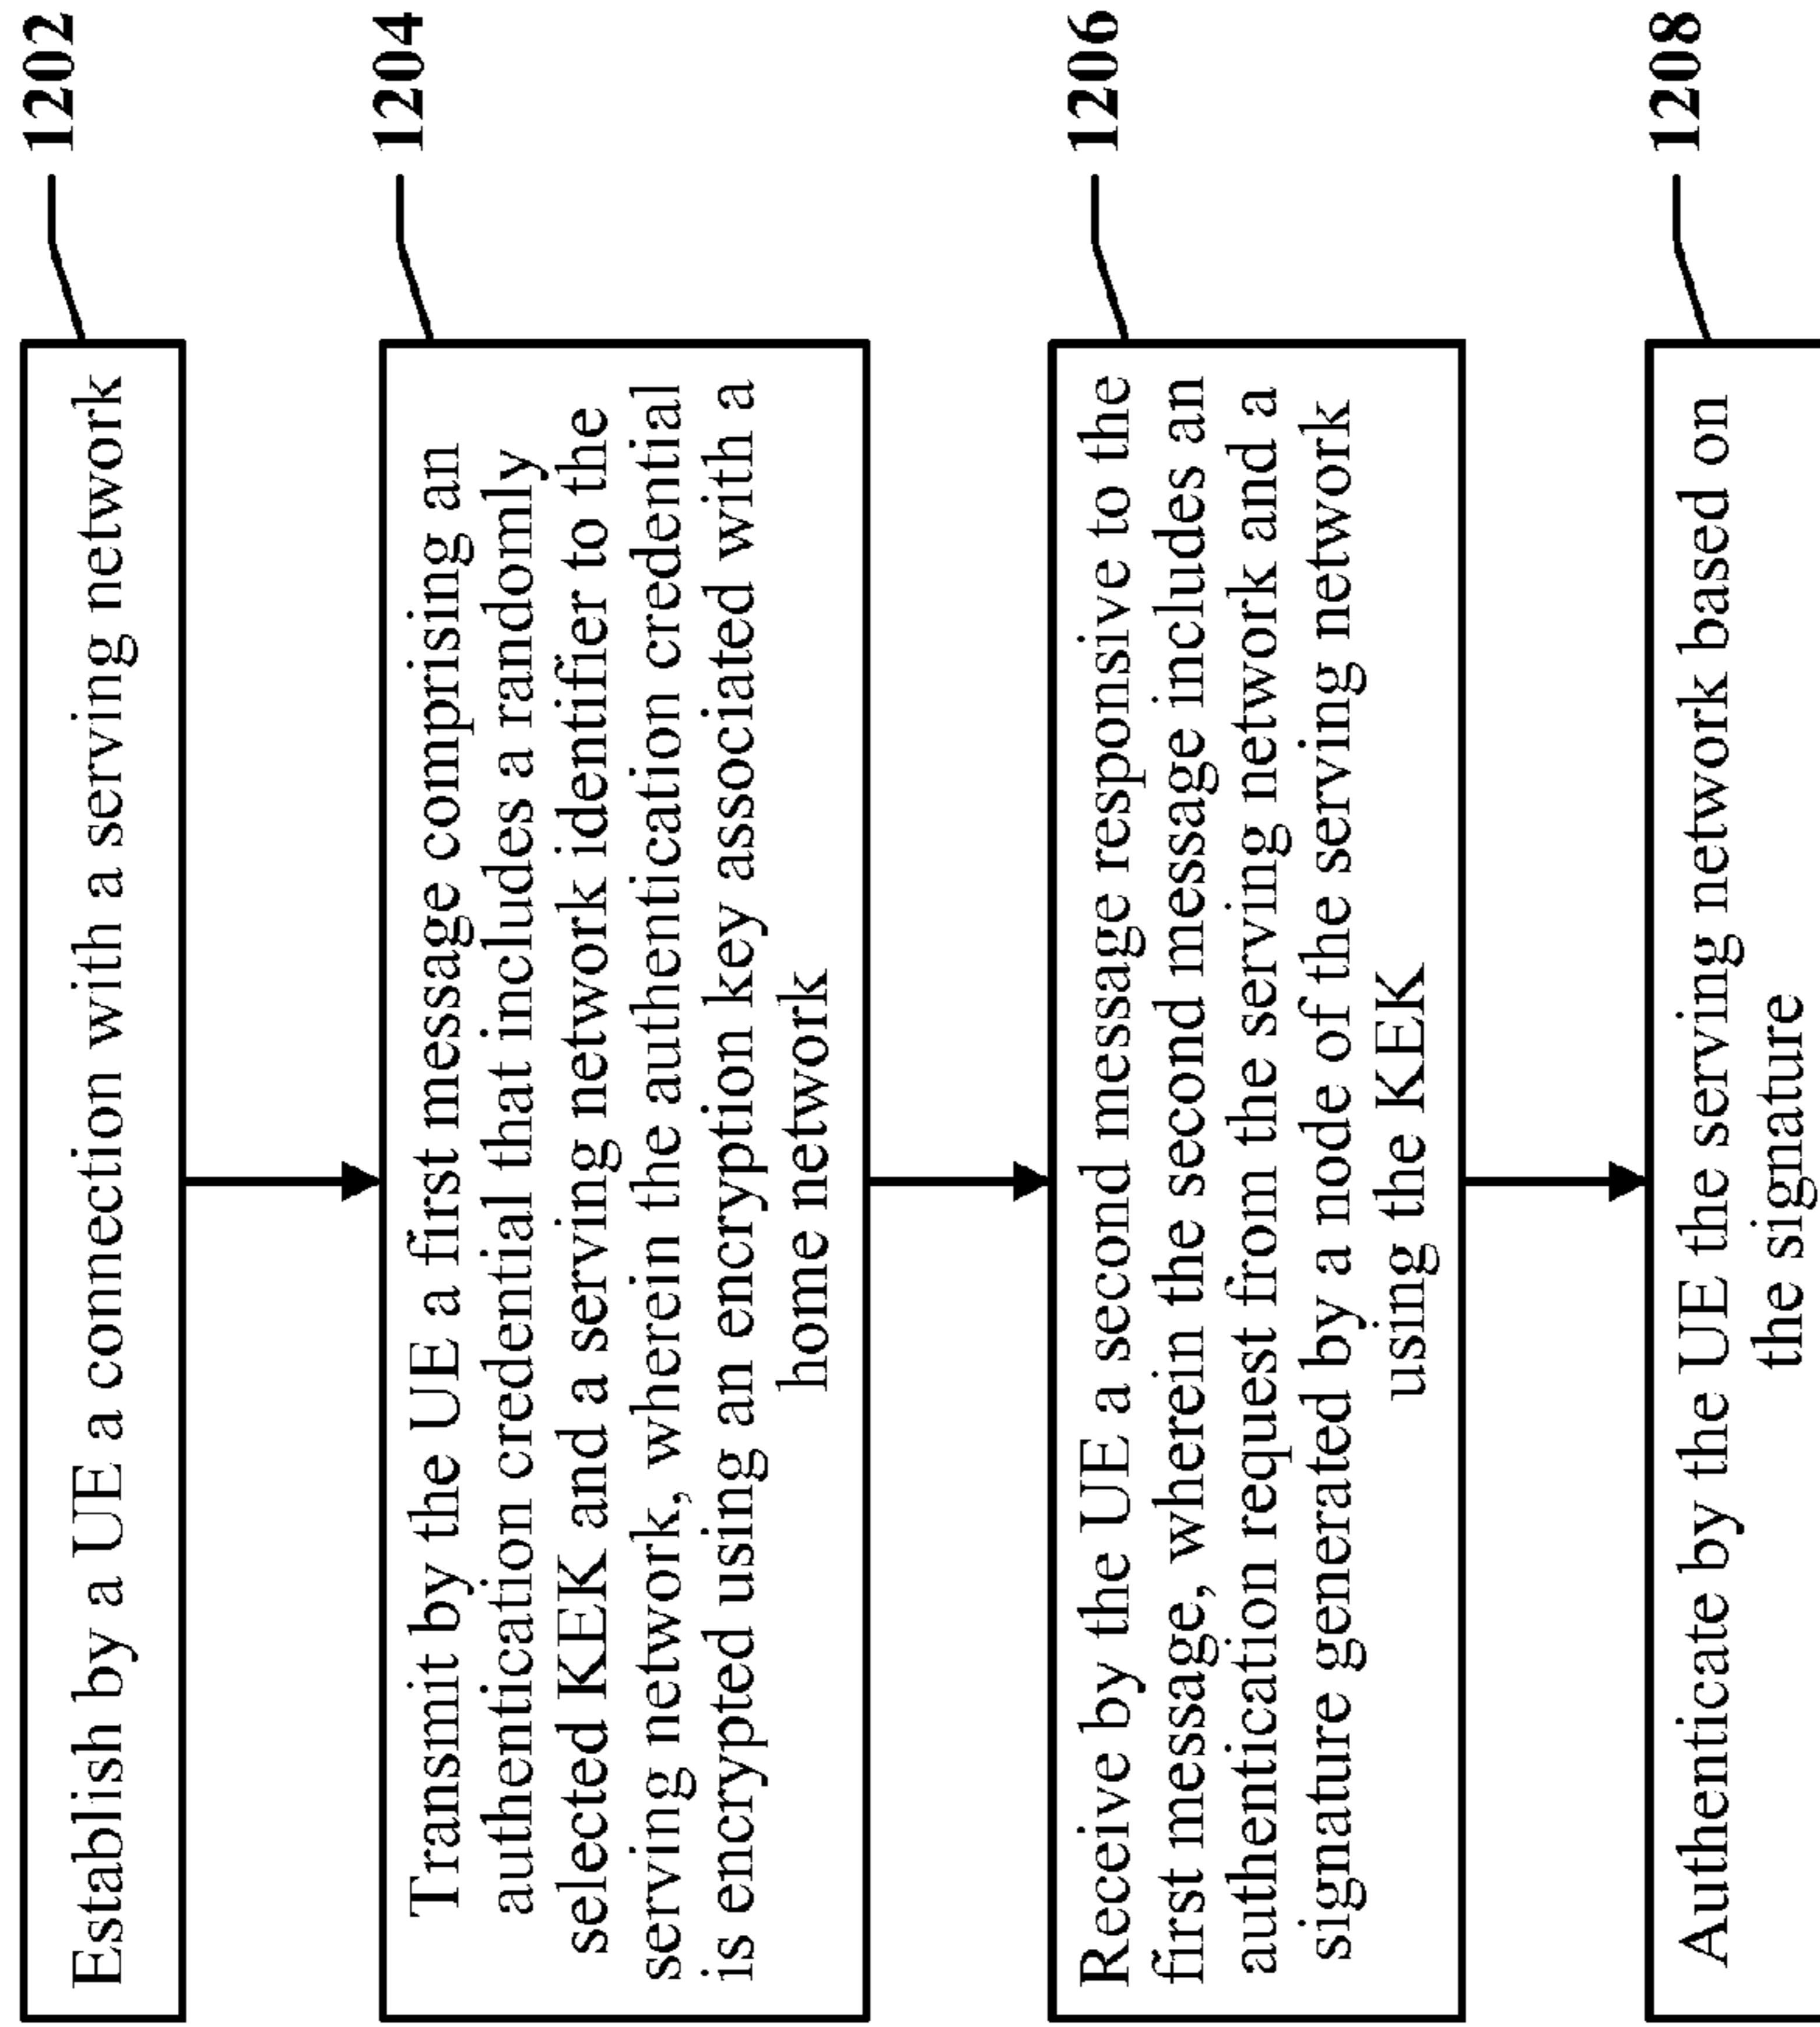 1202
Establish by a UE a connection with a serving network
1204
Transmit by the UE a first message comprising an
authentication credential that includes a randomly
selected KEK and a serving network identifier to the
serving network, wherein the authentication credential
is encrypted using an encryption key associated with a
home network
1206
Receive by the UE a second message responsive to the
first message, wherein the second message includes an
authentication request from the serving network and a
signature generated by a node of the serving network
using the KEK
1208
Authenticate by the UE the serving network based on
the signature